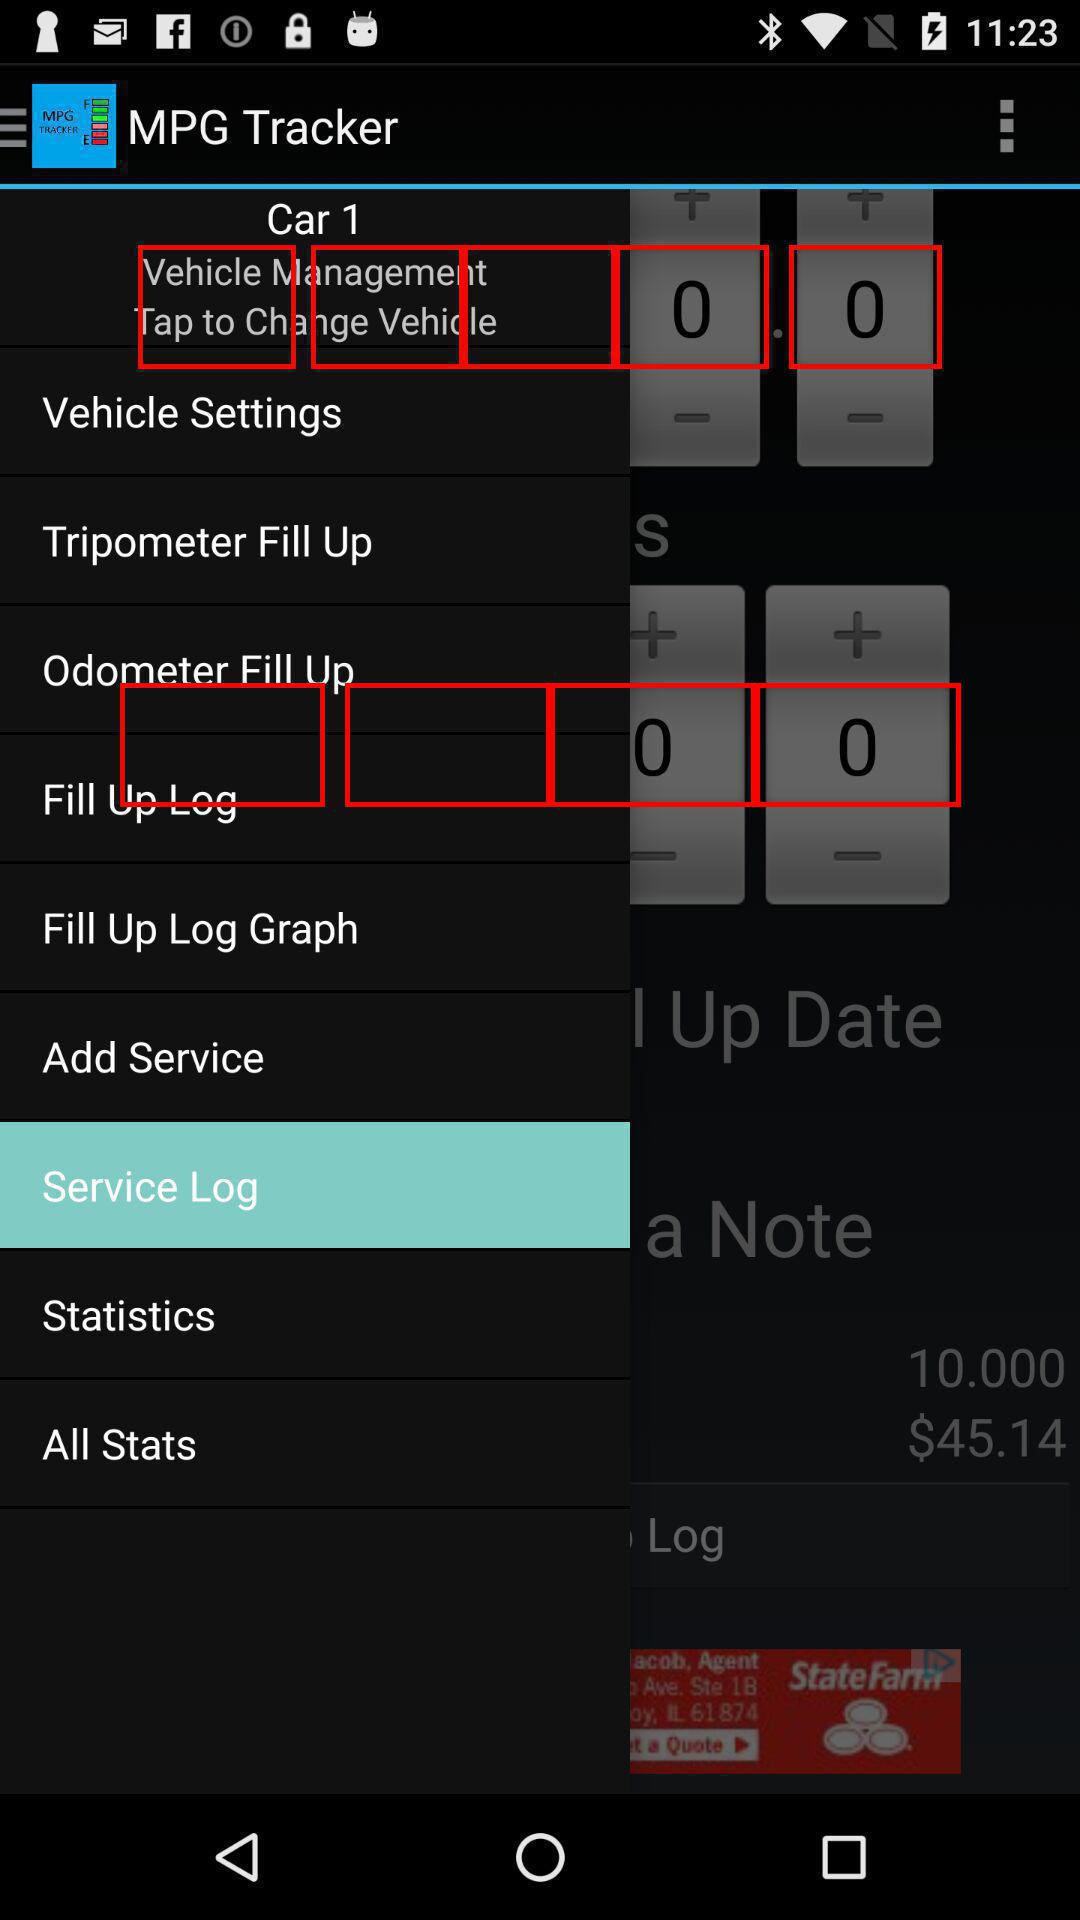 11:23
MPG TRACKER F E
MPG Tracker
Car 1
Vehicle Management
Tap to Change Vehicle
0 . 0
Vehicle Settings
s
Tripometer Fill Up
Odometer Fill Up
0 0
Fill Up Log
Fill Up Log Graph
l Up Date
Add Service
Service Log
a Note
Statistics
10.000
$45.14
All Stats
Log
acob, Agent
Ave. Ste 1B
oy, IL 61874
t a Quote
StateFarm